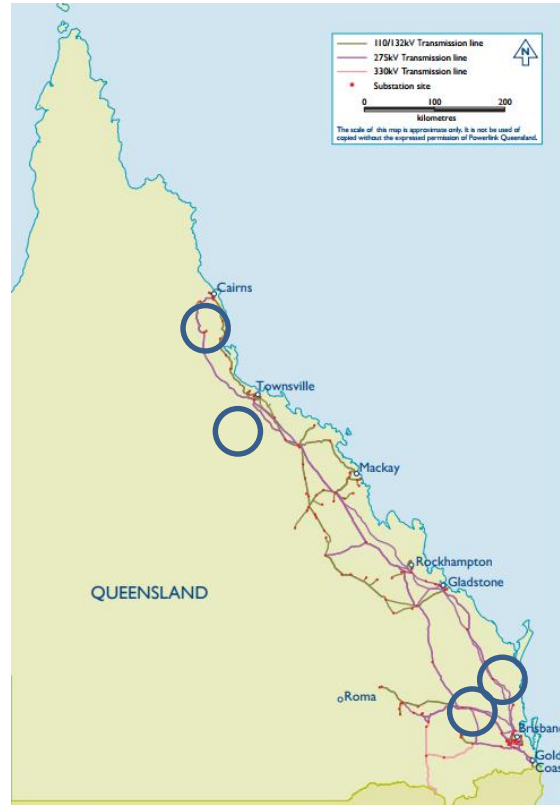 110/132kV Transmission line
275kV Transmission line
330kV Transmission line
Substation site
N
0 100 200
kilometres
The scale of this map is approximate only. It is not be used of
copied without the expressed permission of Powerlink Queensland.
Cairns
Townsville
Mackay
Rockhampton
Gladstone
QUEENSLAND
Roma
Brisbane
Gold
Coast